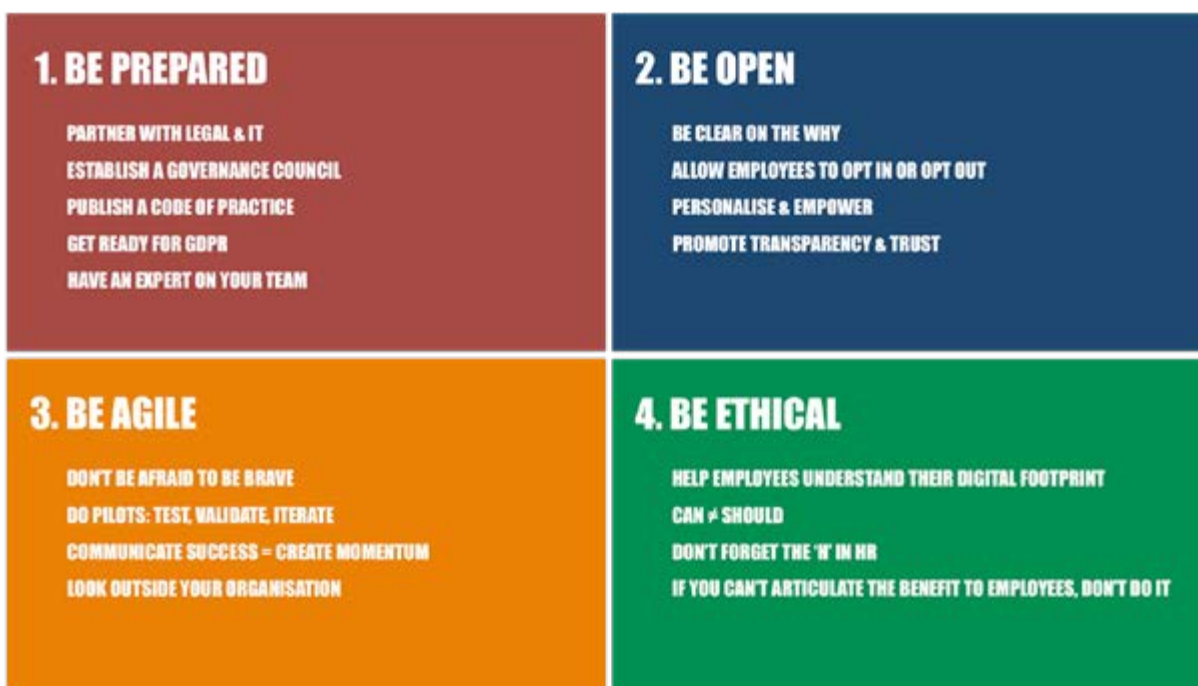 1. BE PREPARED
PARTNER WITH LEGAL & IT
ESTABLISH A GOVERNANCE COUNCIL
PUBLISH A CODE OF PRACTICE
GET READY FOR GDPR
HAVE AN EXPERT ON YOUR TEAM
2. BE OPEN
BE CLEAR ON THE WHY
ALLOW EMPLOYEES TO OPT IN OR OPT OUT
PERSONALISE & EMPOWER
PROMOTE TRANSPARENCY & TRUST
3. BE AGILE
DON'T BE AFRAID TO BE BRAVE
DO PILOTS: TEST, VALIDATE, ITERATE
COMMUNICATE SUCCESS = CREATE MOMENTUM
LOOK OUTSIDE YOUR ORGANISATION
4. BE ETHICAL
HELP EMPLOYEES UNDERSTAND THEIR DIGITAL FOOTPRINT
CAN ≠ SHOULD
DON'T FORGET THE 'H' IN HR
IF YOU CAN'T ARTICULATE THE BENEFIT TO EMPLOYEES, DON'T DO IT